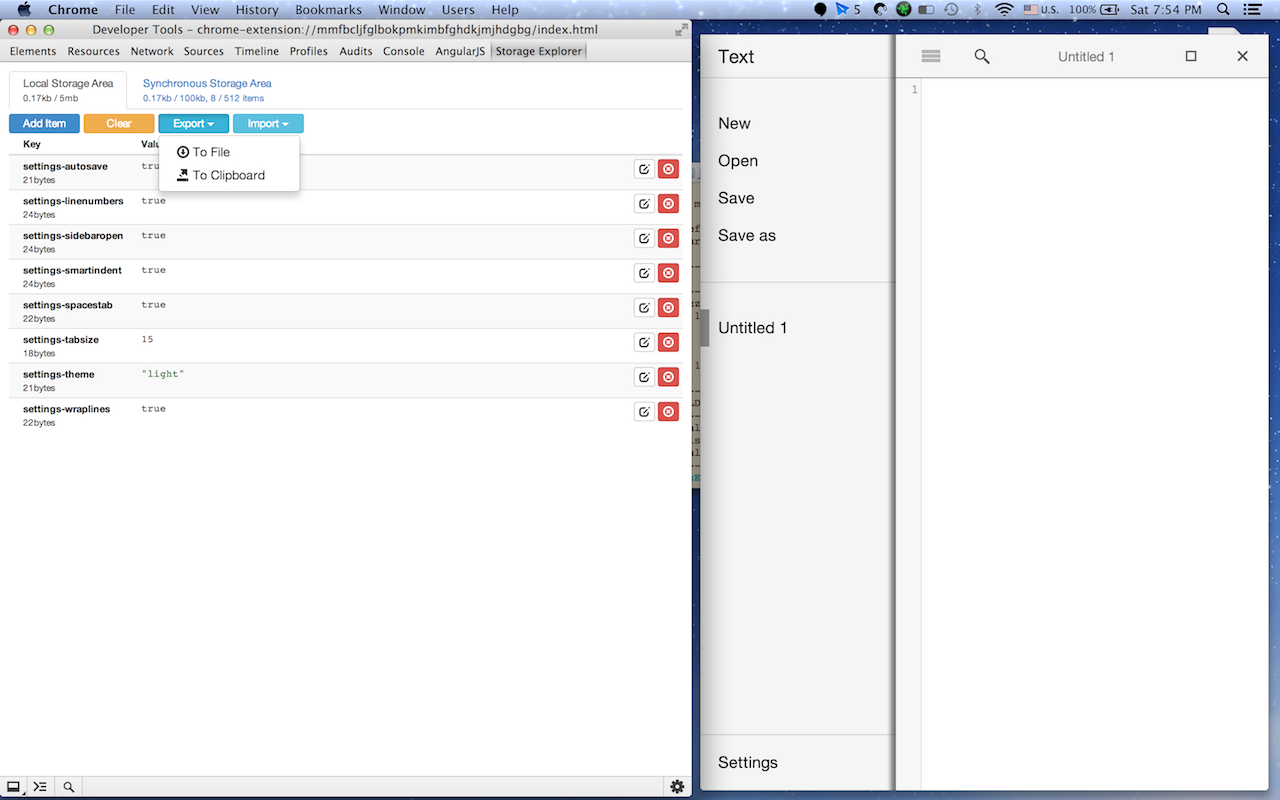 Chrome File Edit View History Bookmarks Window Users Help 5 U.S. 100% Sat 7:54 PM
Developer Tools – chrome-extension://mmfbcljfglbokpmkimbfghdkjmjhdgbg/index.html
Elements Resources Network Sources Timeline Profiles Audits Console AngularJS Storage Explorer
Local Storage Area Synchronous Storage Area
0.17kb / 5mb 0.17kb / 100kb, 8 / 512 items
Add Item Clear Export Import
Key
To File
To Clipboard
settings-autosave
21bytes
settings-linenumbers true
24bytes
settings-sidebaropen true
24bytes
settings-smartindent true
24bytes
settings-spacestab true
22bytes
settings-tabsize 15
18bytes
settings-theme "light"
21bytes
settings-wraplines true
22bytes
Text
New
Open
Save
Save as
Untitled 1
Settings
Untitled 1
1